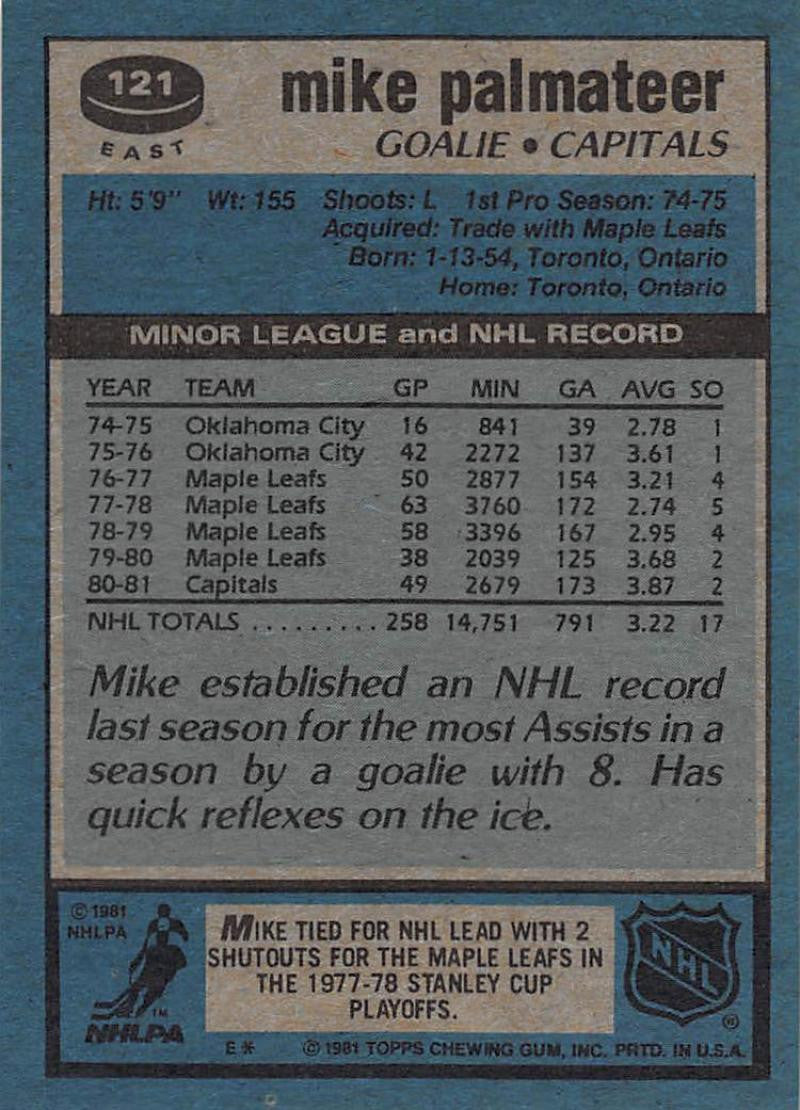 121
EAST
mike palmateer
GOALIE • CAPITALS
Ht: 5'9" Wt: 155 Shoots: L 1st Pro Season: 74-75
Acquired: Trade with Maple Leafs
Born: 1-13-54, Toronto, Ontario
Home: Toronto, Ontario
MINOR LEAGUE and NHL RECORD
YEAR TEAM GP MIN GA AVG SO
74-75 Oklahoma City 16 841 39 2.78 1
75-76 Oklahoma City 42 2272 137 3.61 1
76-77 Maple Leafs 50 2877 154 3.21 4
77-78 Maple Leafs 63 3760 172 2.74 5
78-79 Maple Leafs 58 3396 167 2.95 4
79-80 Maple Leafs 38 2039 125 3.68 2
80-81 Capitals 49 2679 173 3.87 2
NHL TOTALS ......... 258 14,751 791 3.22 17
Mike established an NHL record
last season for the most Assists in a
season by a goalie with 8. Has
quick reflexes on the ice.
© 1981
NHLPA
TM
NHLPA
MIKE TIED FOR NHL LEAD WITH 2
SHUTOUTS FOR THE MAPLE LEAFS IN
THE 1977-78 STANLEY CUP
PLAYOFFS.
NHL
®
E * © 1981 TOPPS CHEWING GUM, INC. PRTD. IN U.S.A.